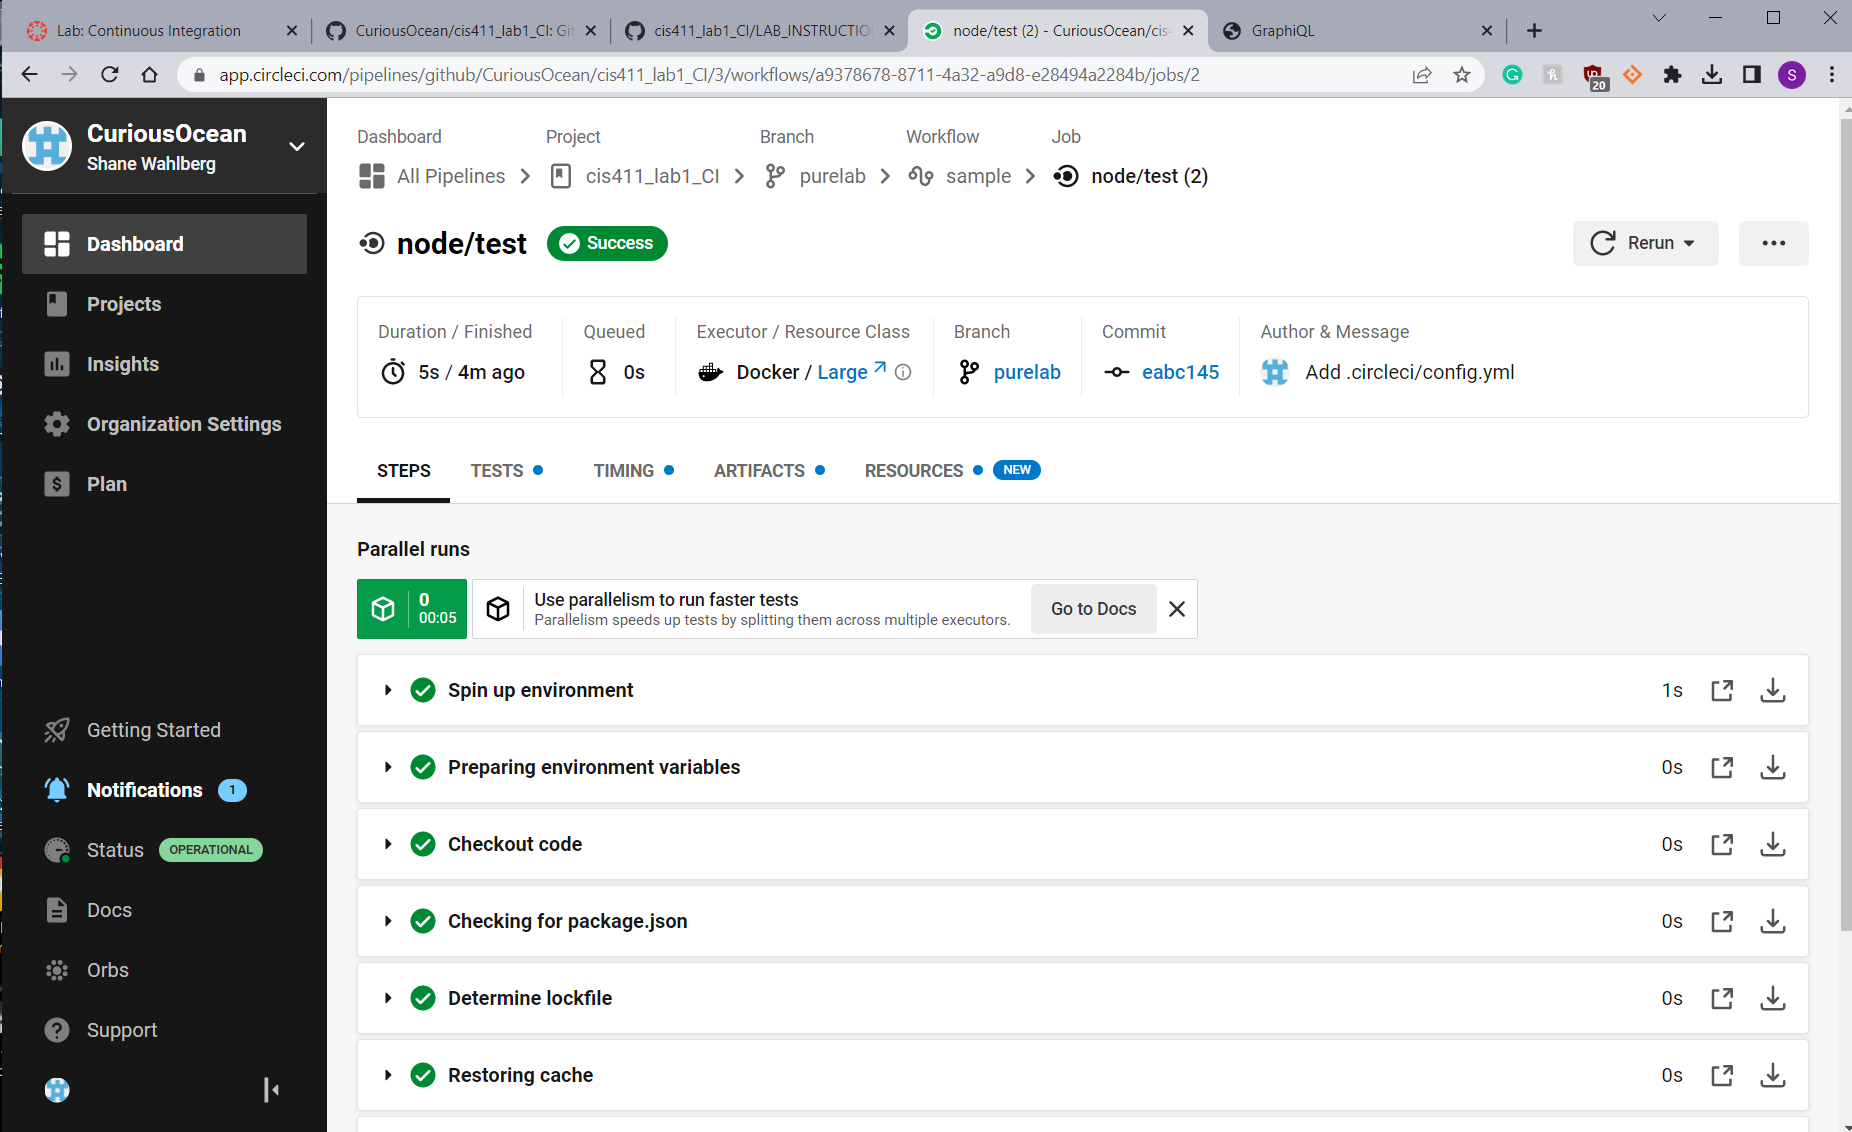 Lab: Continuous Integration
CuriousOcean/cis411_lab1_CI: Git
cis411_lab1_CI/LAB_INSTRUCTIO
node/test (2) - CuriousOcean/cis
GraphiQL
app.circleci.com/pipelines/github/CuriousOcean/cis411_lab1_CI/3/workflows/a9378678-8711-4a32-a9d8-e28494a2284b/jobs/2
20
S
CuriousOcean
Shane Wahlberg
Dashboard
Projects
Insights
Organization Settings
Plan
Getting Started
Notifications 1
Status OPERATIONAL
Docs
Orbs
Support
Dashboard Project Branch Workflow Job
All Pipelines cis411_lab1_CI purelab sample node/test (2)
node/test Success
Rerun
Duration / Finished Queued Executor / Resource Class Branch Commit Author & Message
5s / 4m ago 0s Docker / Large purelab eabc145 Add .circleci/config.yml
STEPS TESTS TIMING ARTIFACTS RESOURCES NEW
Parallel runs
0
00:05
Use parallelism to run faster tests
Parallelism speeds up tests by splitting them across multiple executors.
Go to Docs
Spin up environment 1s
Preparing environment variables 0s
Checkout code 0s
Checking for package.json 0s
Determine lockfile 0s
Restoring cache 0s